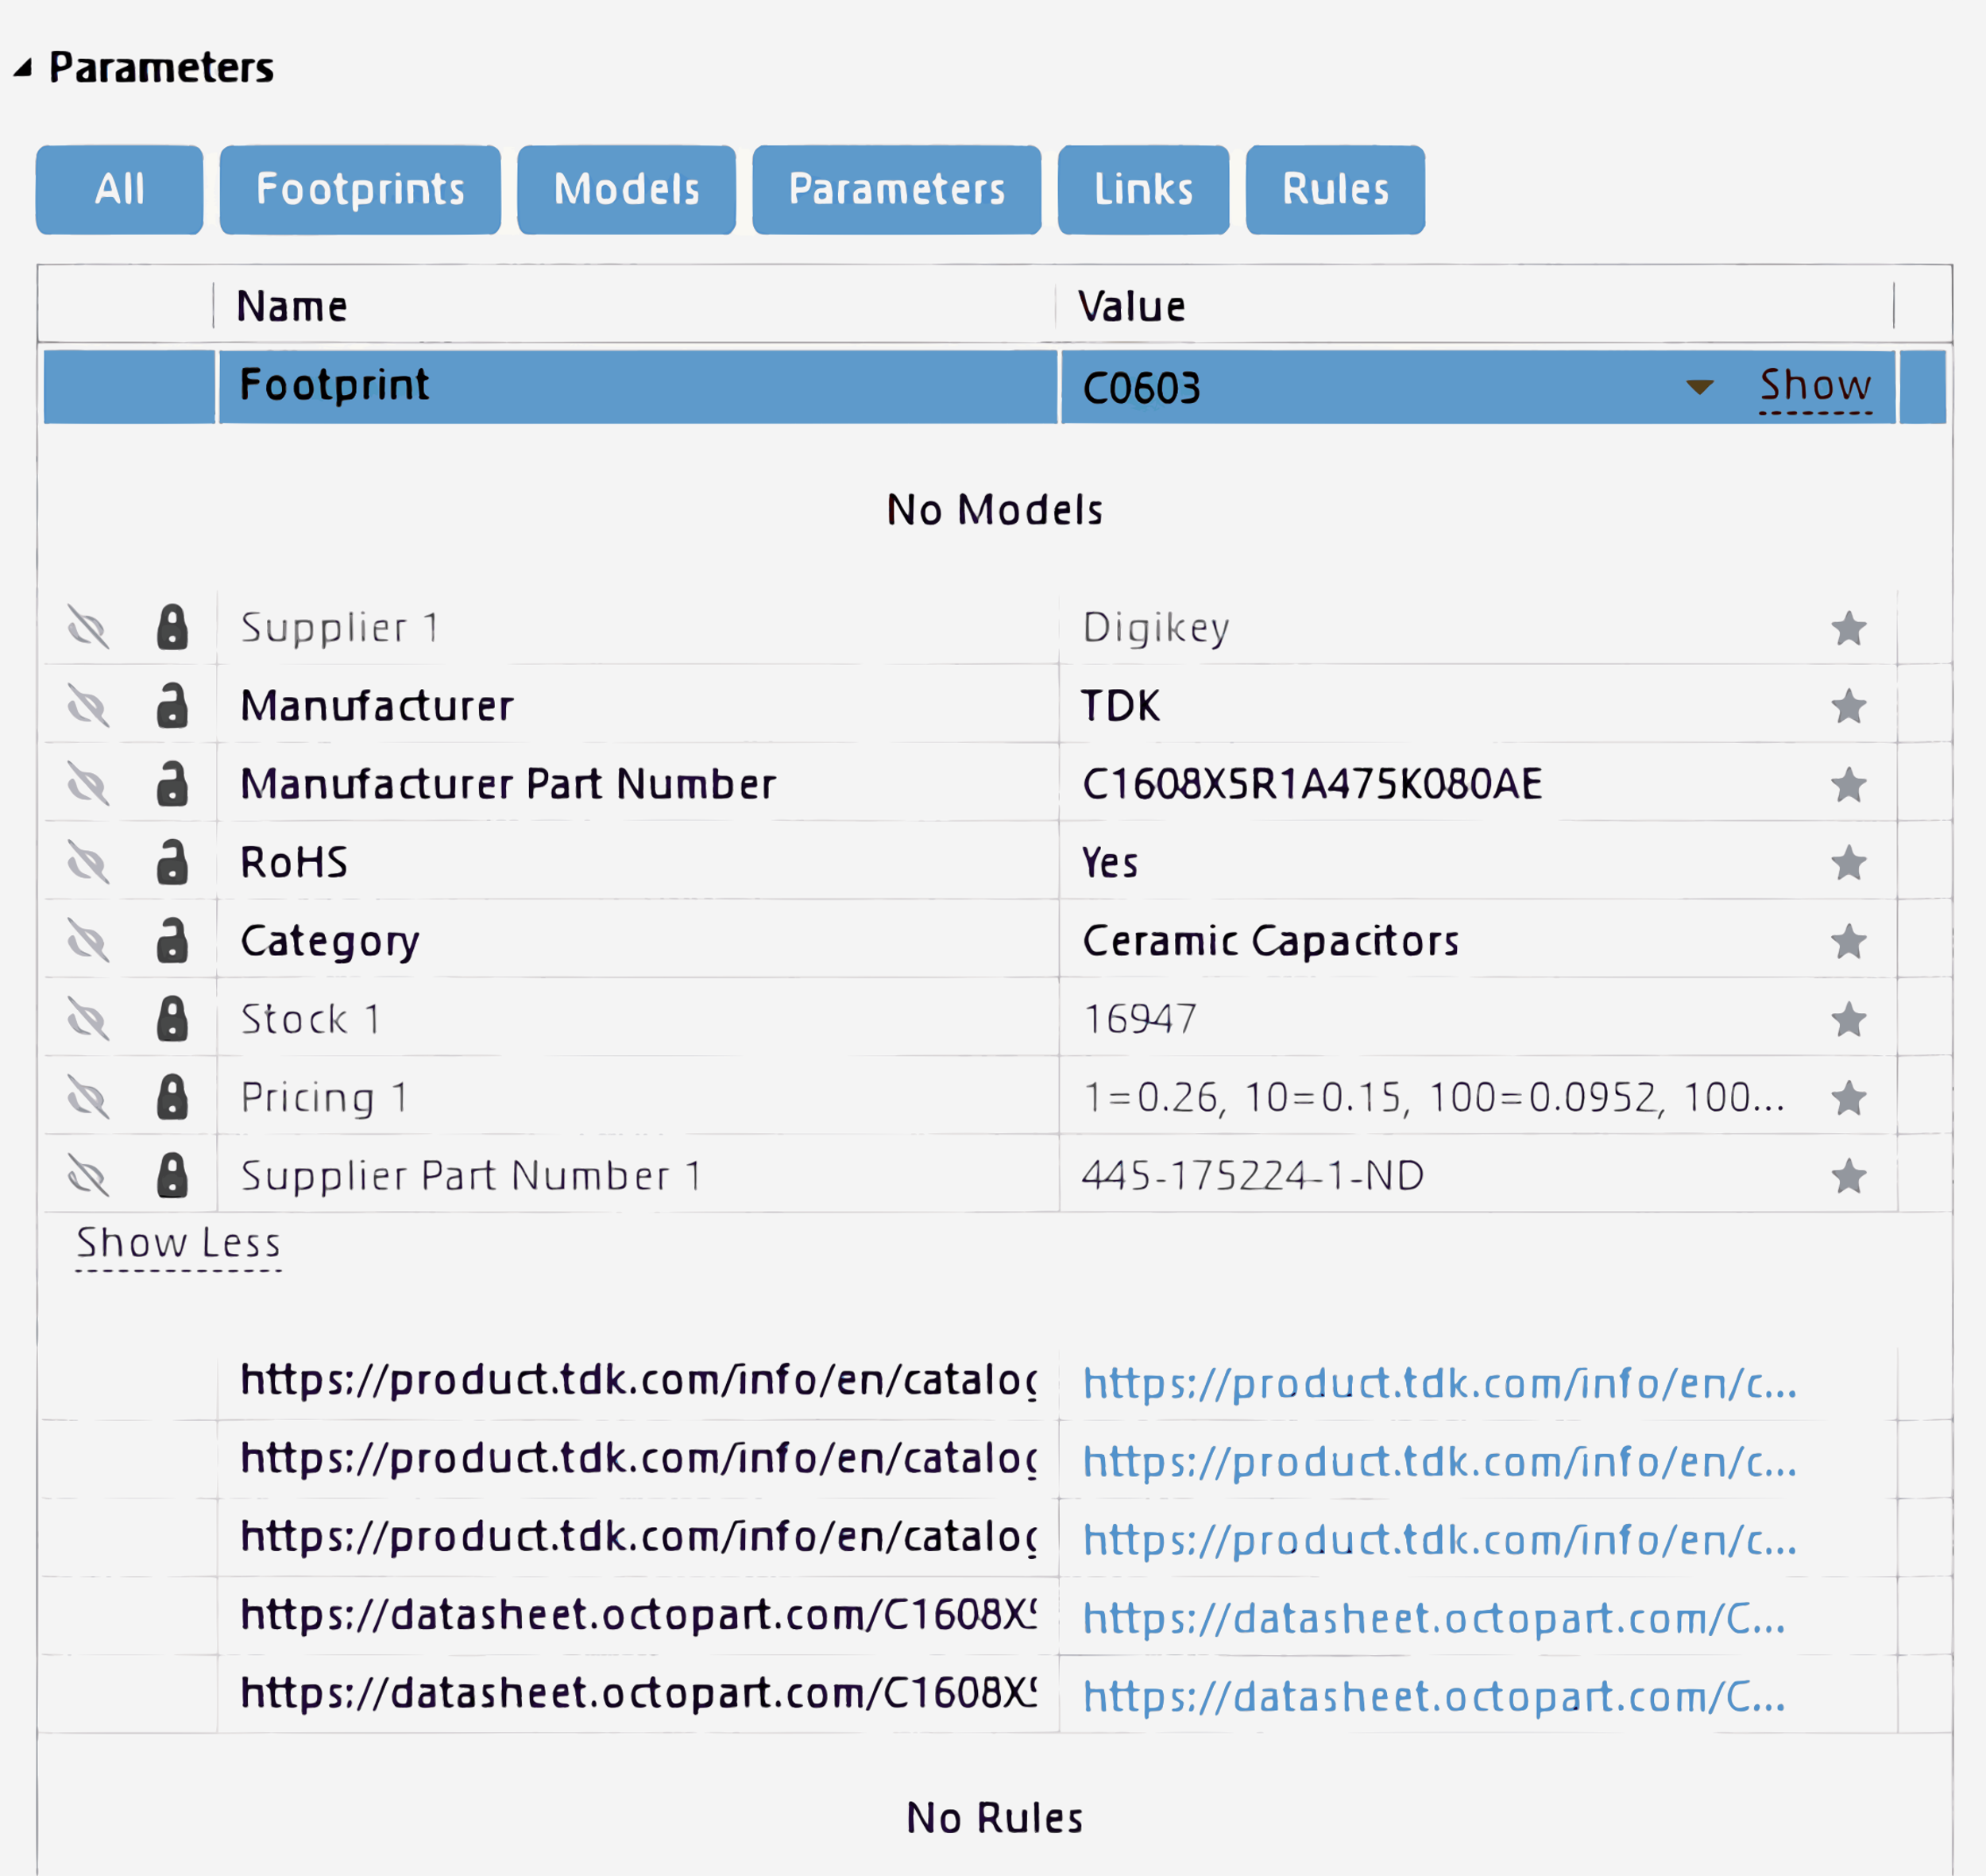 Parameters
All Footprints Models Parameters Links Rules
Name Value
Footprint C0603 Show
No Models
Supplier 1 Digikey
Manufacturer TDK
Manufacturer Part Number C1608X5R1A475K080AE
RoHS Yes
Category Ceramic Capacitors
Stock 1 16947
Pricing 1 1=0.26, 10=0.15, 100=0.0952, 100...
Supplier Part Number 1 445-175224-1-ND
Show Less
https://product.tdk.com/info/en/catalog https://product.tdk.com/info/en/c...
https://product.tdk.com/info/en/catalog https://product.tdk.com/info/en/c...
https://product.tdk.com/info/en/catalog https://product.tdk.com/info/en/c...
https://datasheet.octopart.com/C1608X5 https://datasheet.octopart.com/C...
https://datasheet.octopart.com/C1608X5 https://datasheet.octopart.com/C...
No Rules